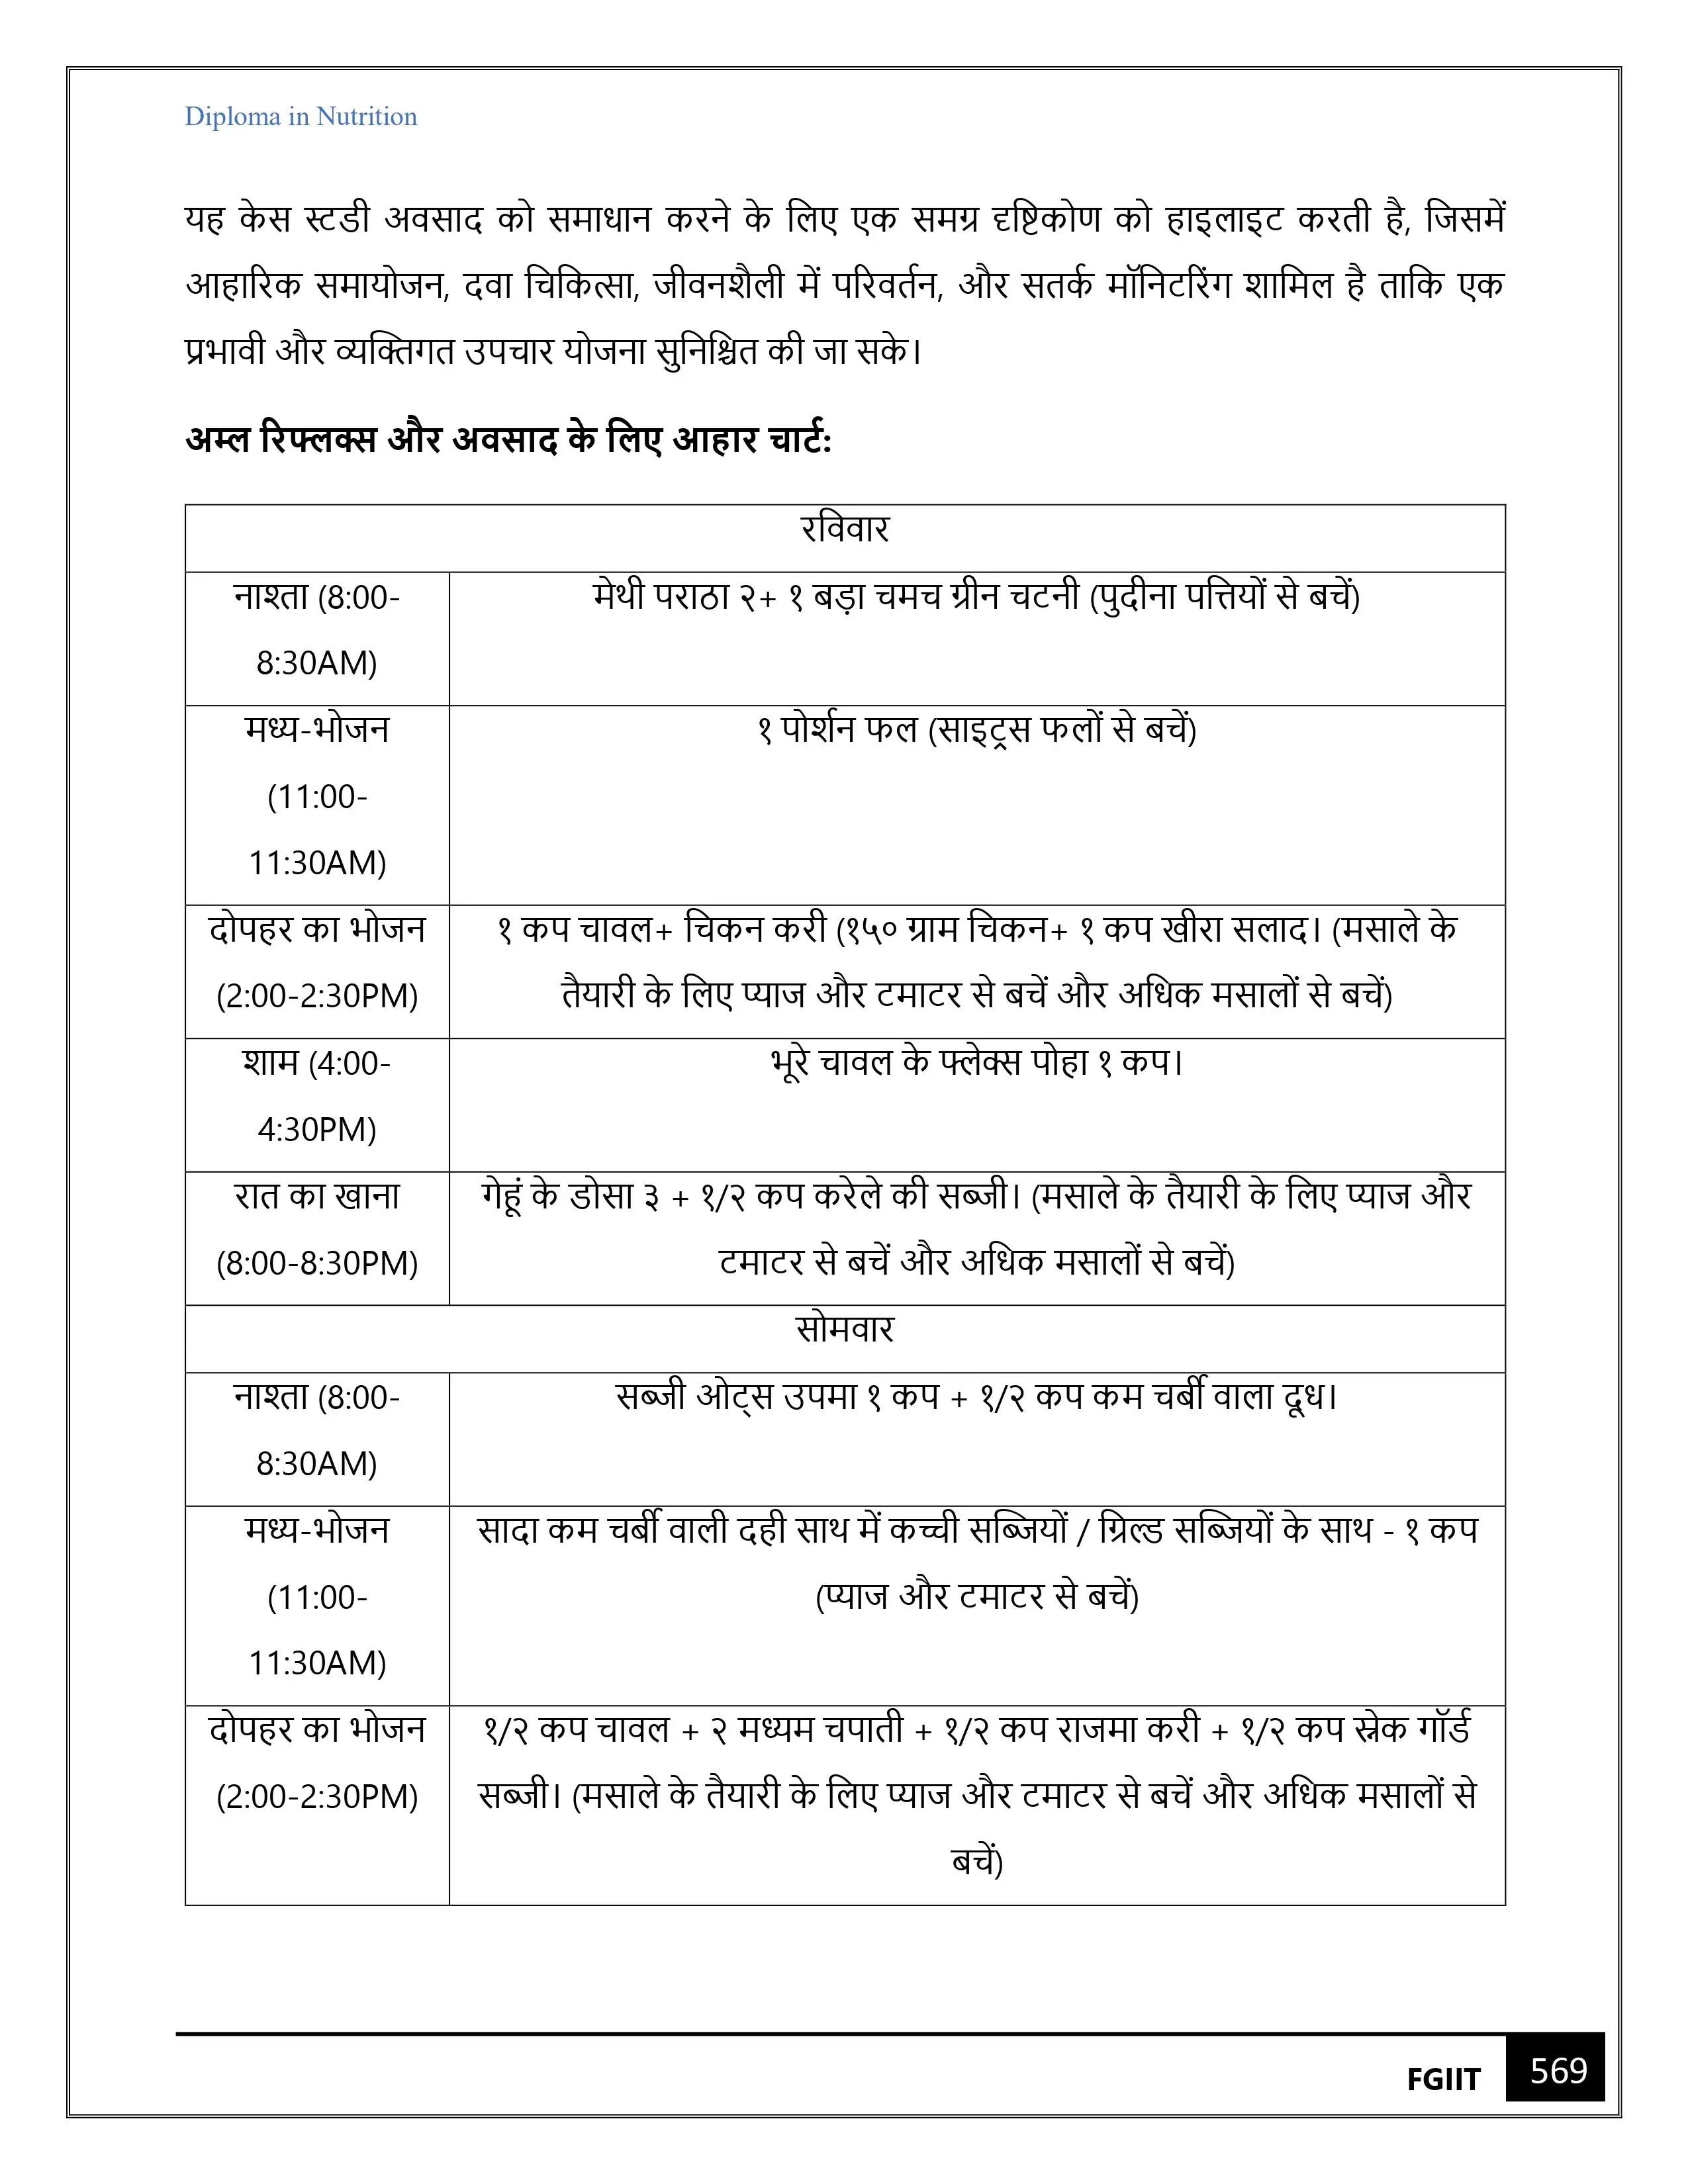 Diploma in Nutrition
यह केस स्टडी अवसाद को समाधान करने के लिए एक समग्र दृष्टिकोण को हाइलाइट करती है, जिसमें
आहारिक समायोजन, दवा चिकित्सा, जीवनशैली में परिवर्तन, और सतर्क मॉनिटरिंग शामिल है ताकि एक
प्रभावी और व्यक्तिगत उपचार योजना सुनिश्चित की जा सके।
अम्ल रिफ्लक्स और अवसाद के लिए आहार चार्ट:
रविवार
नाश्ता (8:00-
8:30AM)
मेथी पराठा २+ १ बड़ा चमच ग्रीन चटनी (पुदीना पत्तियों से बचें)
मध्य-भोजन
(11:00-
11:30AM)
१ पोर्शन फल (साइट्रस फलों से बचें)
दोपहर का भोजन
(2:00-2:30PM)
१ कप चावल+ चिकन करी (१५० ग्राम चिकन+ १ कप खीरा सलाद। (मसाले के
तैयारी के लिए प्याज और टमाटर से बचें और अधिक मसालों से बचें)
शाम (4:00-
4:30PM)
भूरे चावल के फ्लेक्स पोहा १ कप।
रात का खाना
(8:00-8:30PM)
गेहूं के डोसा ३ + १/२ कप करेले की सब्जी। (मसाले के तैयारी के लिए प्याज और
टमाटर से बचें और अधिक मसालों से बचें)
सोमवार
नाश्ता (8:00-
8:30AM)
सब्जी ओट्स उपमा १ कप + १/२ कप कम चर्बी वाला दूध।
मध्य-भोजन
(11:00-
11:30AM)
सादा कम चर्बी वाली दही साथ में कच्ची सब्जियों / ग्रिल्ड सब्जियों के साथ - १ कप
(प्याज और टमाटर से बचें)
दोपहर का भोजन
(2:00-2:30PM)
१/२ कप चावल + २ मध्यम चपाती + १/२ कप राजमा करी + १/२ कप स्नेक गॉर्ड
सब्जी। (मसाले के तैयारी के लिए प्याज और टमाटर से बचें और अधिक मसालों से
बचें)
FGIIT
569